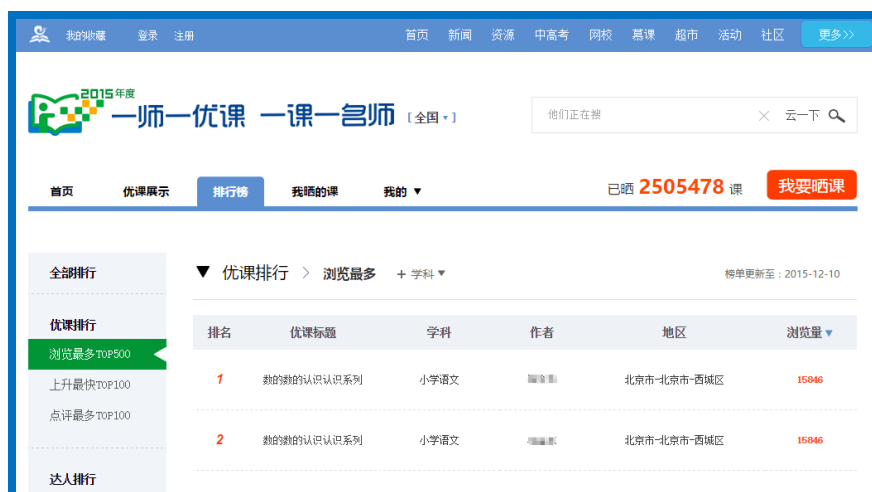 我的收藏 登录 注册 首页 新闻 资源 中高考 网校 慕课 超市 活动 社区 更多>>
2015年度
一师一优课 一课一名师 [全国▼] 他们正在搜 云一下
首页 优课展示 排行榜 我晒的课 我的▼ 已晒 2505478 课 我要晒课
全部排行
▼ 优课排行 > 浏览最多 + 学科▼ 榜单更新至：2015-12-10
优课排行
浏览最多TOP500
上升最快TOP100
点评最多TOP100
达人排行
排名 优课标题 学科 作者 地区 浏览量▼
1 数的数的认识认识系列 小学语文 北京市-北京市-西城区 15846
2 数的数的认识认识系列 小学语文 北京市-北京市-西城区 15846